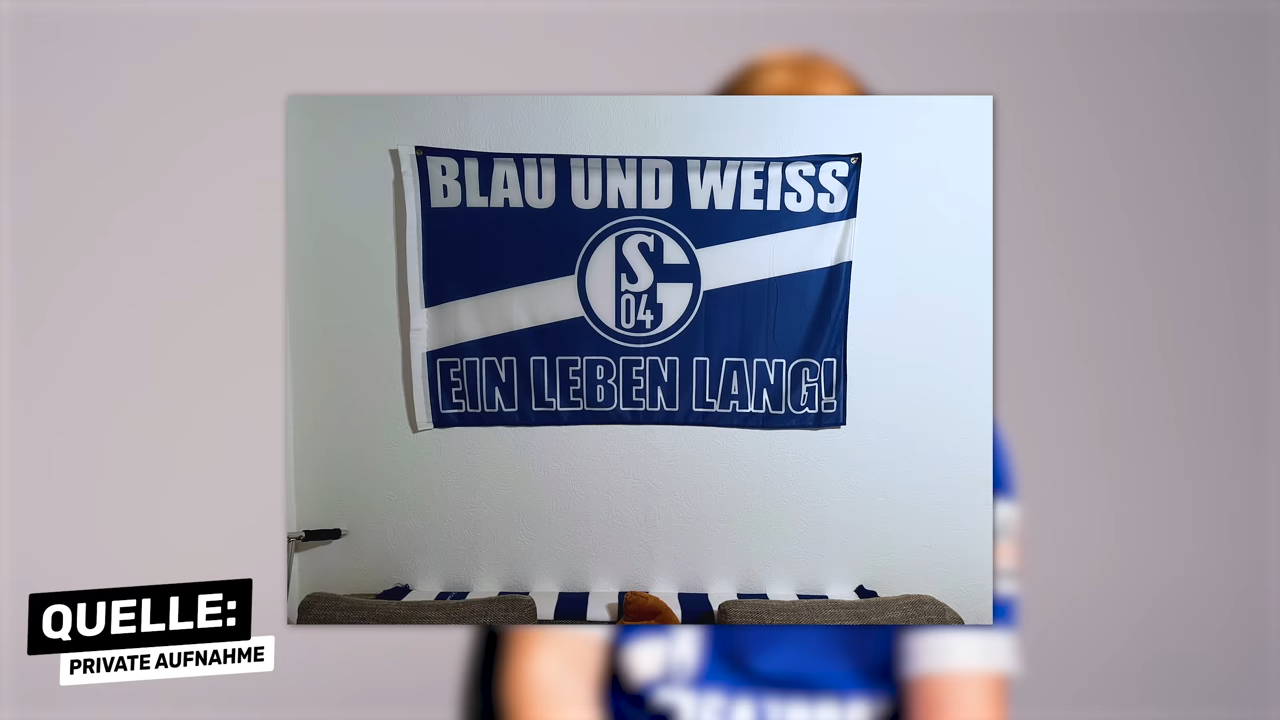 BLAU UND WEISS
S
04
EIN LEBEN LANG!
QUELLE:
PRIVATE AUFNAHME